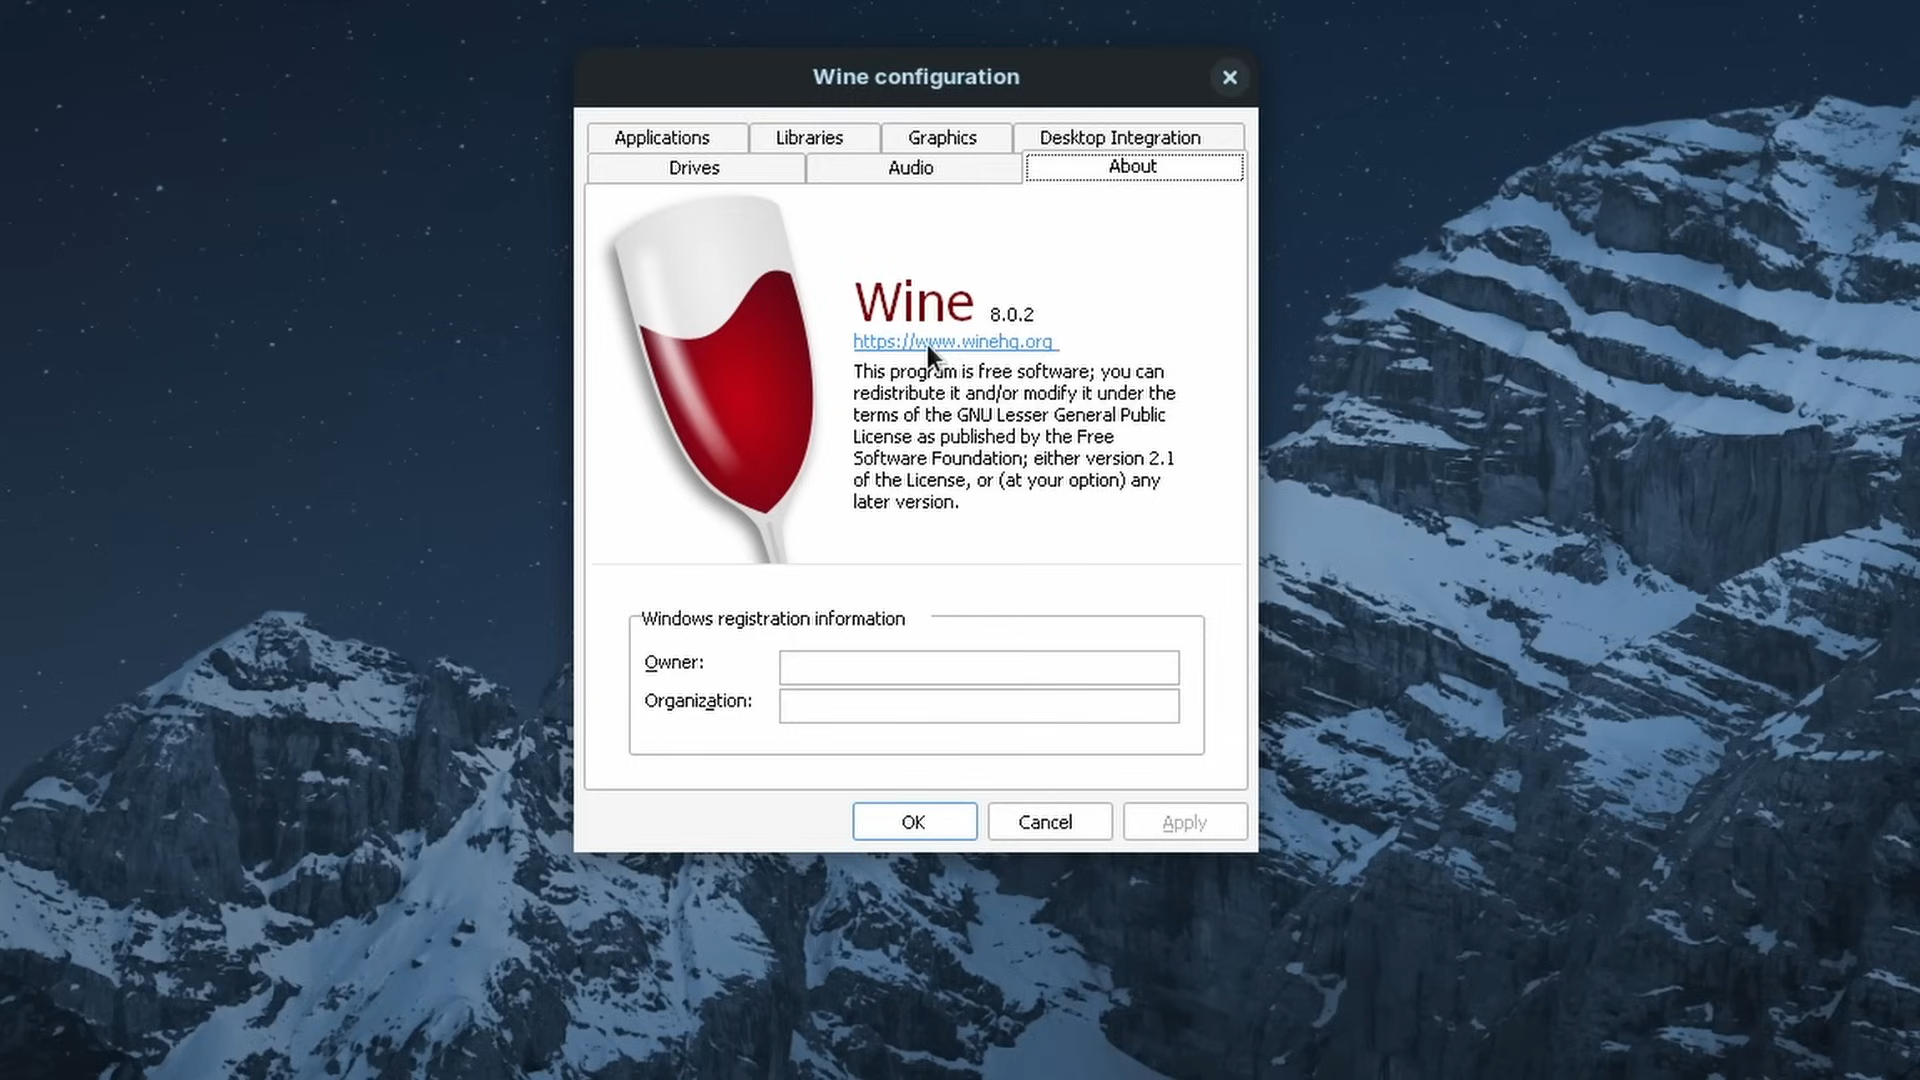 Wine configuration
Applications
Libraries
Graphics
Desktop Integration
Drives
Audio
About
Wine 8.0.2
https://www.winehq.org
This program is free software; you can
redistribute it and/or modify it under the
terms of the GNU Lesser General Public
License as published by the Free
Software Foundation; either version 2.1
of the License, or (at your option) any
later version.
Windows registration information
Owner:
Organization:
OK
Cancel
Apply